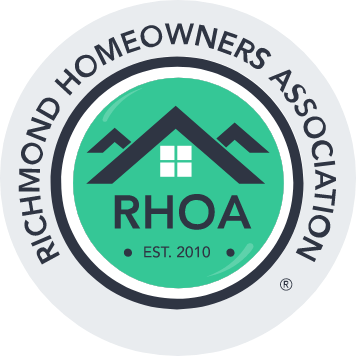 RICHMOND HOMEOWNERS ASSOCIATION
RHOA
• EST. 2010 •
®